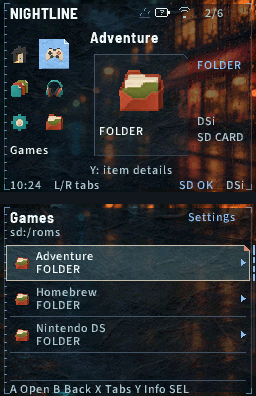 NIGHTLINE 2/6
Adventure
FOLDER
FOLDER
DSi
SD CARD
Games
Y: item details
10:24 L/R tabs SD OK DSi
Games Settings
sd:/roms
Adventure
FOLDER
Homebrew
FOLDER
Nintendo DS
FOLDER
A Open B Back X Tabs Y Info SEL